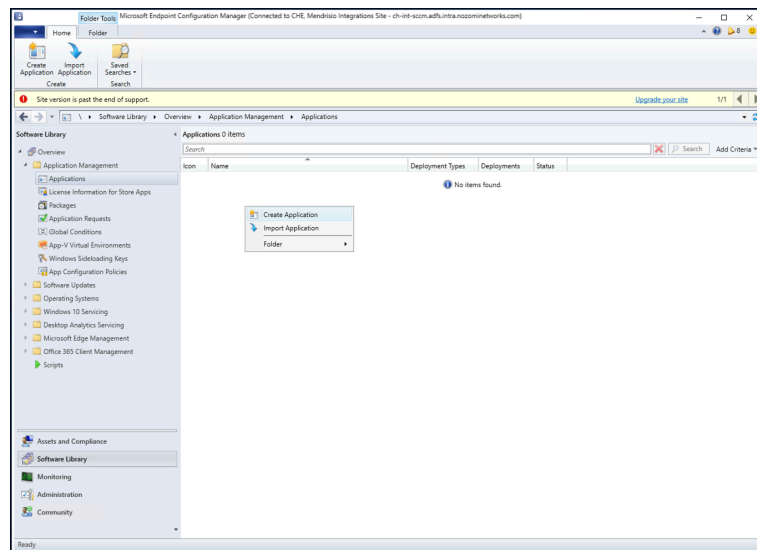 Folder Tools Microsoft Endpoint Configuration Manager (Connected to CHE, Mendrisio Integrations Site - ch-int-sccm.adfs.intra.nozominetworks.com)
Home Folder
8
Create Application
Import Application
Saved Searches
Create
Search
Site version is past the end of support.
Upgrade your site
1/1
\ Software Library Overview Application Management Applications
Software Library
Overview
Application Management
Applications
License Information for Store Apps
Packages
Application Requests
Global Conditions
App-V Virtual Environments
Windows Sideloading Keys
App Configuration Policies
Software Updates
Operating Systems
Windows 10 Servicing
Desktop Analytics Servicing
Microsoft Edge Management
Office 365 Client Management
Scripts
Assets and Compliance
Software Library
Monitoring
Administration
Community
Applications 0 items
Search
Search
Add Criteria
Icon Name Deployment Types Deployments Status
No items found.
Create Application
Import Application
Folder
Ready